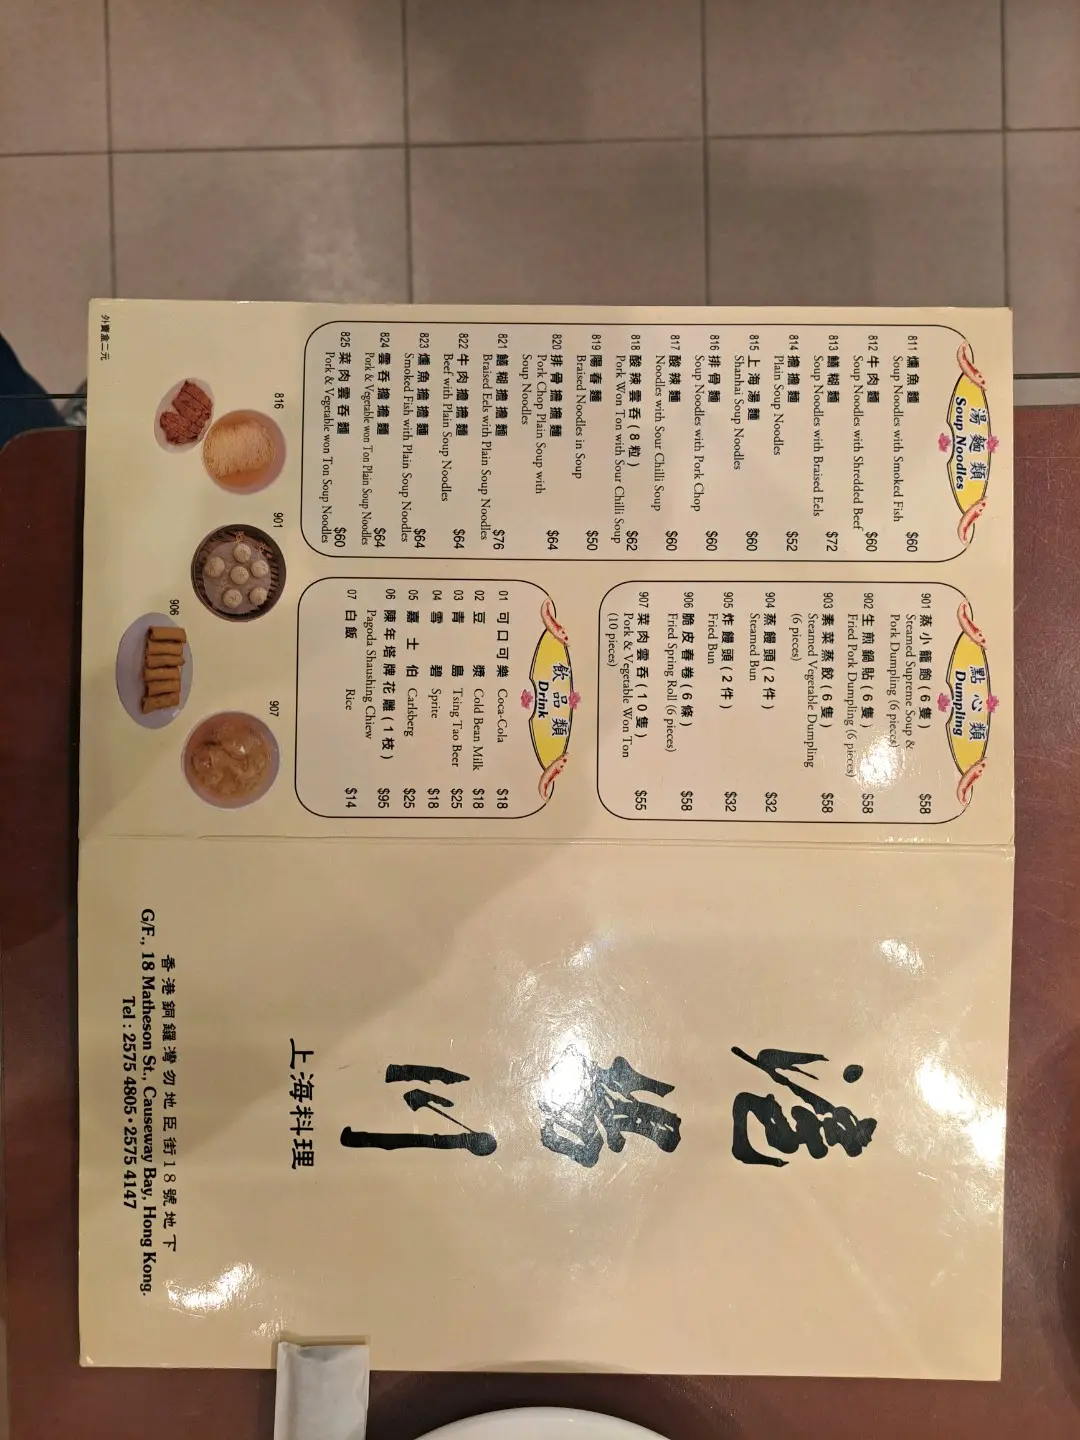 湯麵類
Soup Noodles
811 燻魚麵
Soup Noodles with Smoked Fish $60
812 牛肉麵 $60
Soup Noodles with Shredded Beef
813 鱔糊麵 $72
Soup Noodles with Braised Eels
814 擔擔麵 $52
Plain Soup Noodles
815 上海湯麵 $60
Shanhai Soup Noodles
816 排骨麵 $60
Soup Noodles with Pork Chop
817 酸辣麵 $60
Noodles with Sour Chilli Soup
818 酸辣雲吞(8粒) $62
Pork Won Ton with Sour Chilli Soup
819 陽春麵 $50
Braised Noodles in Soup
820 排骨擔擔麵 $64
Pork Chop Plain Soup with
Soup Noodles
821 鱔糊擔擔麵 $76
Braised Eels with Plain Soup Noodles
822 牛肉擔擔麵 $64
Beef with Plain Soup Noodles
823 燻魚擔擔麵 $64
Smoked Fish with Plain Soup Noodles
824 雲吞擔擔麵 $64
Pork & Vegetable won Ton Plain Soup Noodles
825 菜肉雲吞麵 $60
Pork & Vegetable won Ton Soup Noodles
816
901
906
907
外賣盒二元
點心類
Dumpling
901 蒸小籠飽(6隻) $58
Steamed Supreme Soup &
Pork Dumpling (6 pieces)
902 生煎鍋貼(6隻) $58
Fried Pork Dumpling (6 pieces)
903 素菜蒸餃(6隻) $58
Steamed Vegetable Dumpling
(6 pieces)
904 蒸饅頭(2件) $32
Steamed Bun
905 炸饅頭(2件) $32
Fried Bun
906 脆皮春卷(6條) $58
Fried Spring Roll (6 pieces)
907 菜肉雲吞(10隻) $55
Pork & Vegetable Won Ton
(10 pieces)
飲品類
Drink
01 可口可樂 Coca-Cola $18
02 豆漿 Cold Bean Milk $18
03 青島 Tsing Tao Beer $25
04 雪碧 Sprite $18
05 嘉士伯 Carlsberg $25
06 陳年塔牌花雕(1枝) $95
Pagoda Shaushing Chiew
07 白飯 Rice $14
上海料理
香港銅鑼灣勿地臣街18號地下
G/F., 18 Matheson St., Causeway Bay, Hong Kong.
Tel : 2575 4805 • 2575 4147